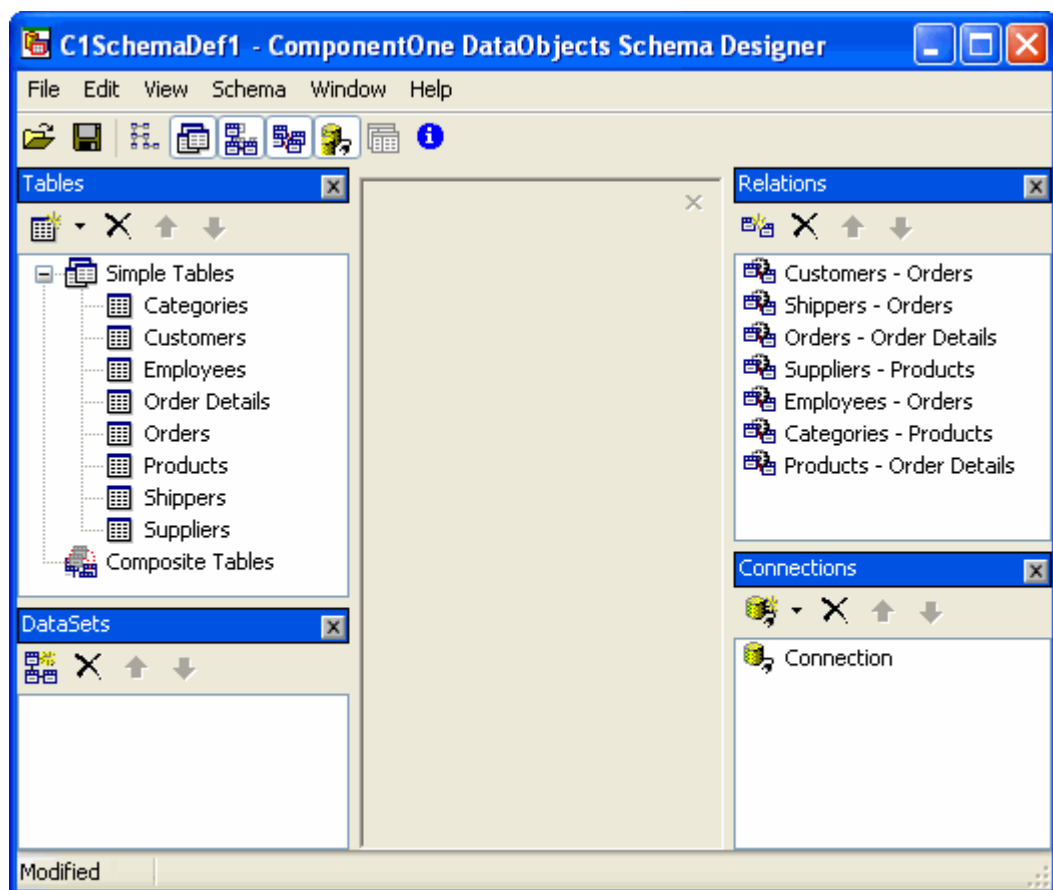 C1SchemaDef1 - ComponentOne DataObjects Schema Designer
File Edit View Schema Window Help
Tables
Simple Tables
Categories
Customers
Employees
Order Details
Orders
Products
Shippers
Suppliers
Composite Tables
DataSets
Relations
Customers - Orders
Shippers - Orders
Orders - Order Details
Suppliers - Products
Employees - Orders
Categories - Products
Products - Order Details
Connections
Connection
Modified